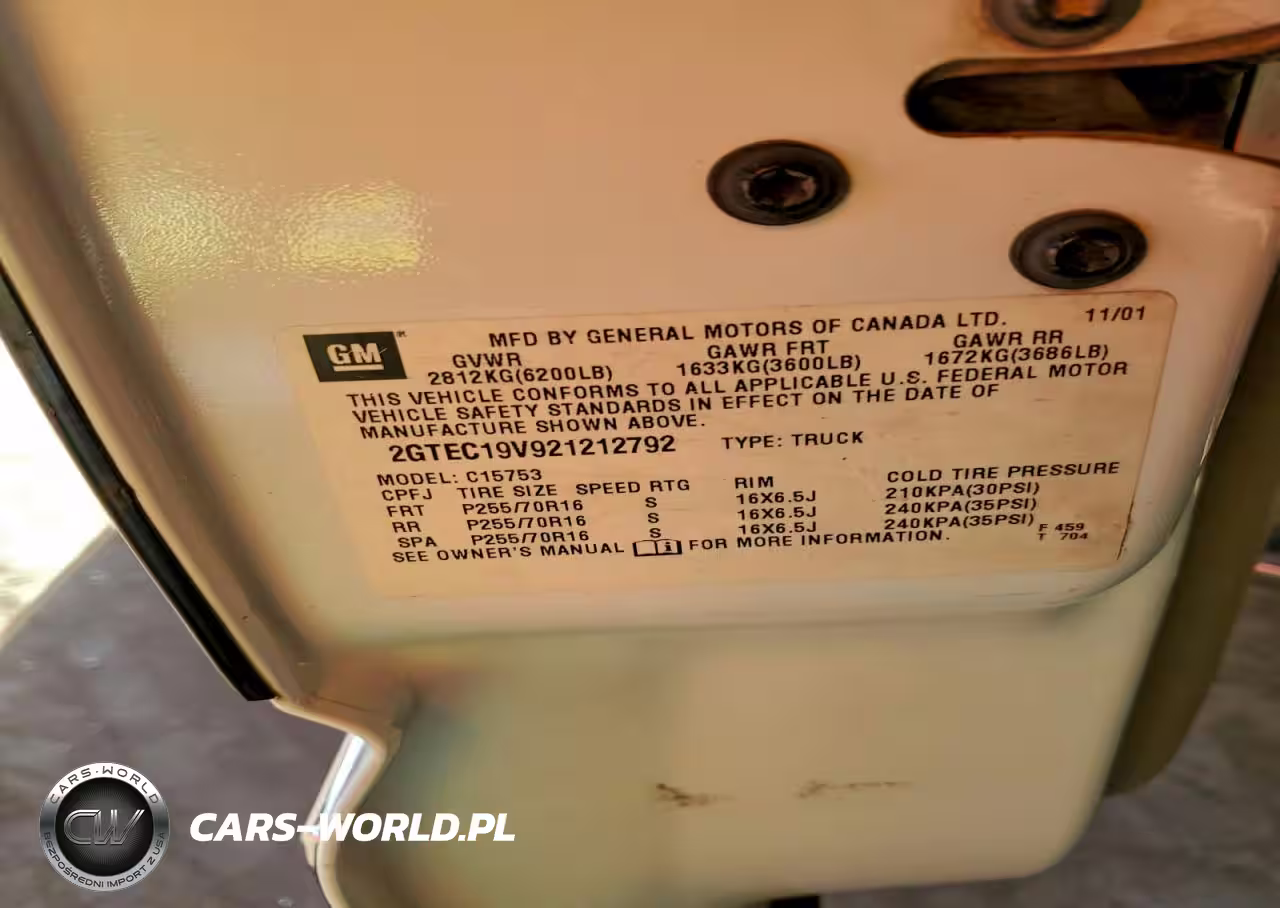 GM
MFD BY GENERAL MOTORS OF CANADA LTD. 11/01
GVWR GAWR FRT GAWR RR
2812KG(6200LB) 1633KG(3600LB) 1672KG(3686LB)
THIS VEHICLE CONFORMS TO ALL APPLICABLE U.S. FEDERAL MOTOR
VEHICLE SAFETY STANDARDS IN EFFECT ON THE DATE OF
MANUFACTURE SHOWN ABOVE.
2GTEC19V921212792 TYPE: TRUCK
MODEL: C15753
CPFJ TIRE SIZE SPEED RTG RIM COLD TIRE PRESSURE
FRT P255/70R16 S 16X6.5J 210KPA(30PSI)
RR P255/70R16 S 16X6.5J 240KPA(35PSI)
SPA P255/70R16 S 16X6.5J 240KPA(35PSI)
SEE OWNER'S MANUAL i FOR MORE INFORMATION.
F 459
T 704
CARS-WORLD
CW
BEZPOŚREDNI IMPORT Z USA
CARS-WORLD.PL